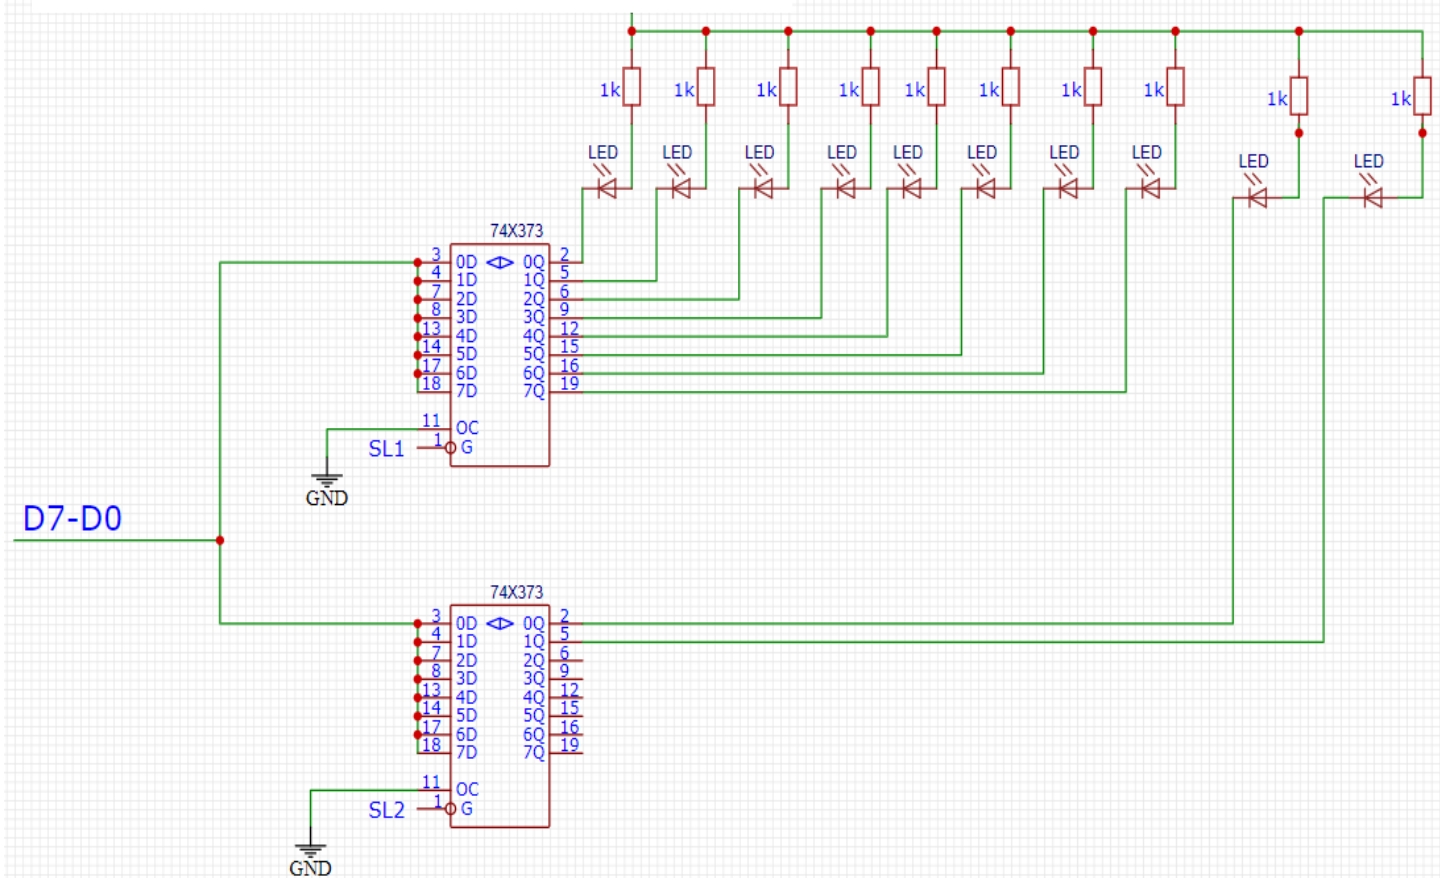 1k 1k 1k 1k 1k 1k 1k 1k 1k 1k
LED LED LED LED LED LED LED LED LED LED
74X373
3 0D 0Q 2
4 1D 1Q 5
7 2D 2Q 6
8 3D 3Q 9
13 4D 4Q 12
14 5D 5Q 15
17 6D 6Q 16
18 7D 7Q 19
11 OC
SL1 1 G
GND
D7-D0
74X373
3 0D 0Q 2
4 1D 1Q 5
7 2D 2Q 6
8 3D 3Q 9
13 4D 4Q 12
14 5D 5Q 15
17 6D 6Q 16
18 7D 7Q 19
11 OC
SL2 1 G
GND